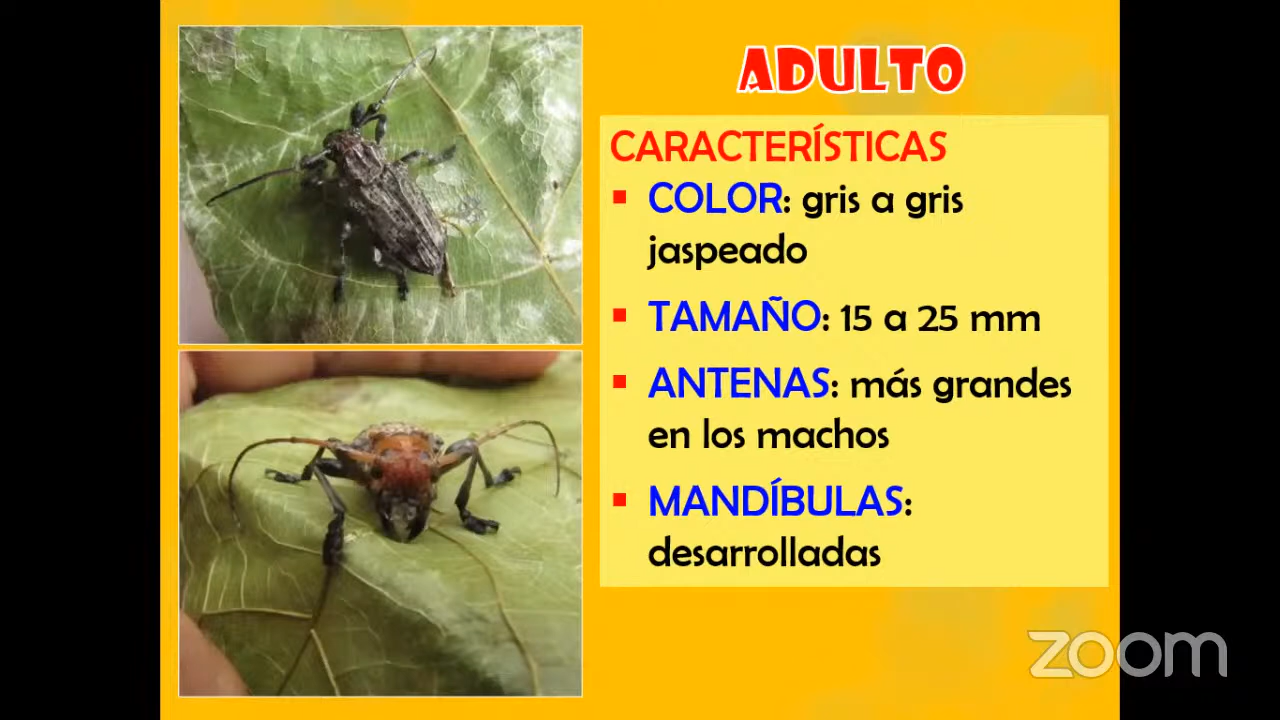 ADULTO
CARACTERÍSTICAS
▪ COLOR: gris a gris
jaspeado
▪ TAMAÑO: 15 a 25 mm
▪ ANTENAS: más grandes
en los machos
▪ MANDÍBULAS:
desarrolladas
zoom